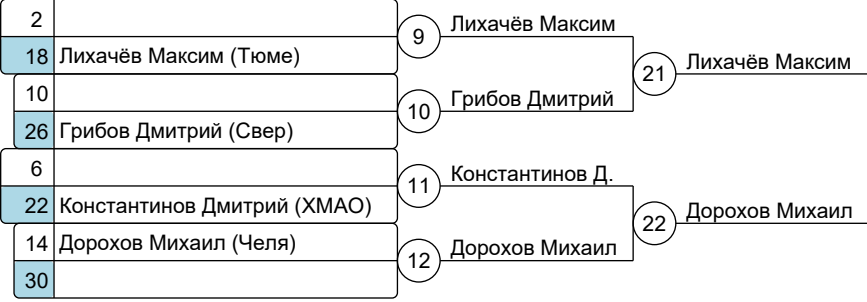 2
9 Лихачёв Максим
18 Лихачёв Максим (Тюме)
21 Лихачёв Максим
10
10 Грибов Дмитрий
26 Грибов Дмитрий (Свер)
6
11 Константинов Д.
22 Константинов Дмитрий (ХМАО)
22 Дорохов Михаил
14 Дорохов Михаил (Челя)
12 Дорохов Михаил
30